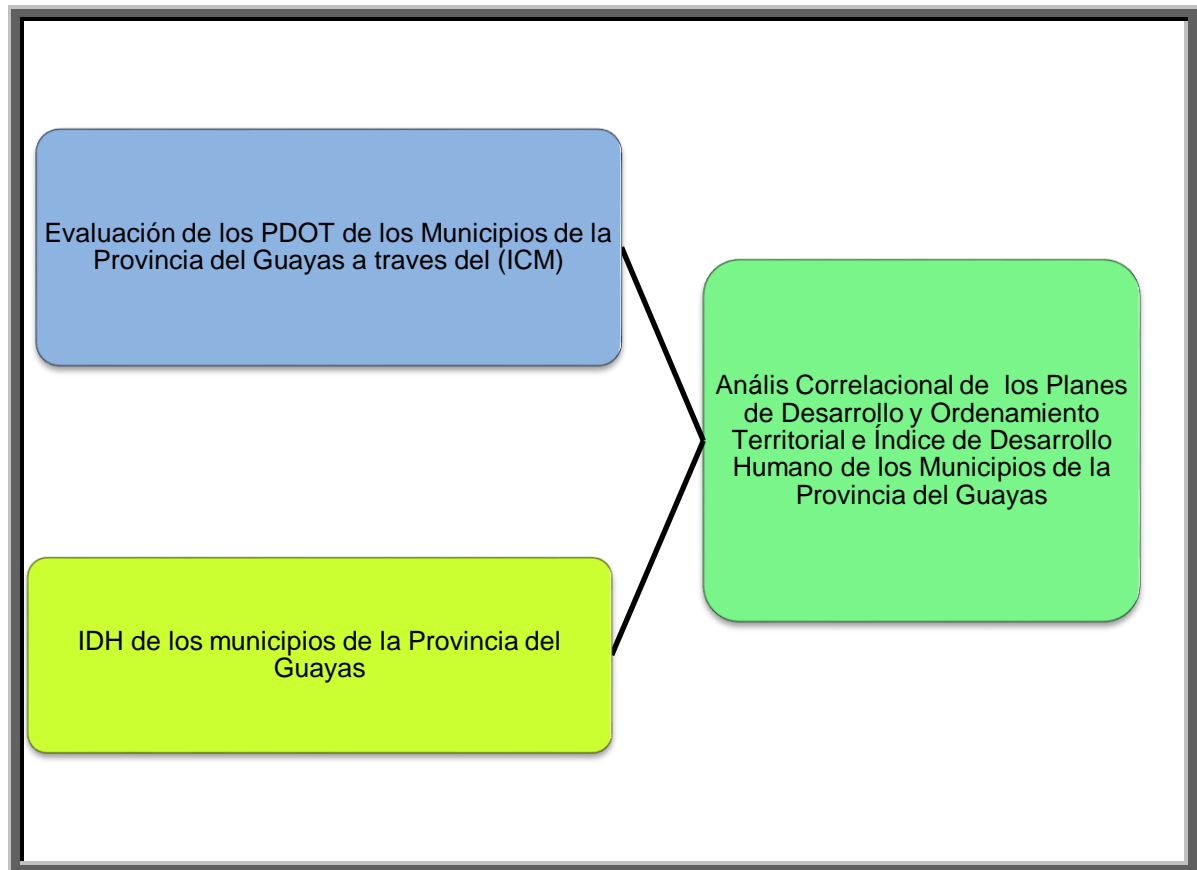 Evaluación de los PDOT de los Municipios de la
Provincia del Guayas a traves del (ICM)
Anális Correlacional de los Planes
de Desarrollo y Ordenamiento
Territorial e Índice de Desarrollo
Humano de los Municipios de la
Provincia del Guayas
IDH de los municipios de la Provincia del
Guayas